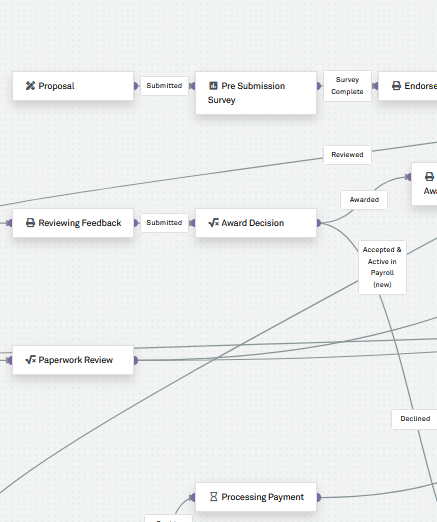 Proposal
Submitted
Pre Submission
Survey
Survey
Complete
Endorse
Reviewed
Awarded
Reviewing Feedback
Submitted
Award Decision
Accepted &
Active in
Payroll
(new)
Paperwork Review
Declined
Processing Payment